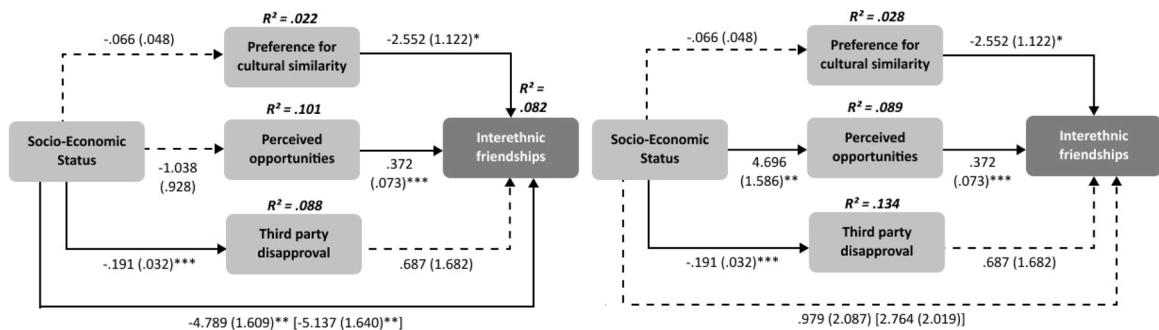 R² = .022
-.066 (.048)
Preference for
cultural similarity
-2.552 (1.122)*
R² =
.082
R² = .101
Socio-Economic
Status
Perceived
opportunities
Interethnic
friendships
-1.038
(.928)
.372
(.073)***
R² = .088
Third party
disapproval
-.191 (.032)***
.687 (1.682)
-4.789 (1.609)** [-5.137 (1.640)**]
R² = .028
-.066 (.048)
Preference for
cultural similarity
-2.552 (1.122)*
R² = .089
Socio-Economic
Status
Perceived
opportunities
Interethnic
friendships
4.696
(1.586)**
.372
(.073)***
R² = .134
Third party
disapproval
-.191 (.032)***
.687 (1.682)
.979 (2.087) [2.764 (2.019)]